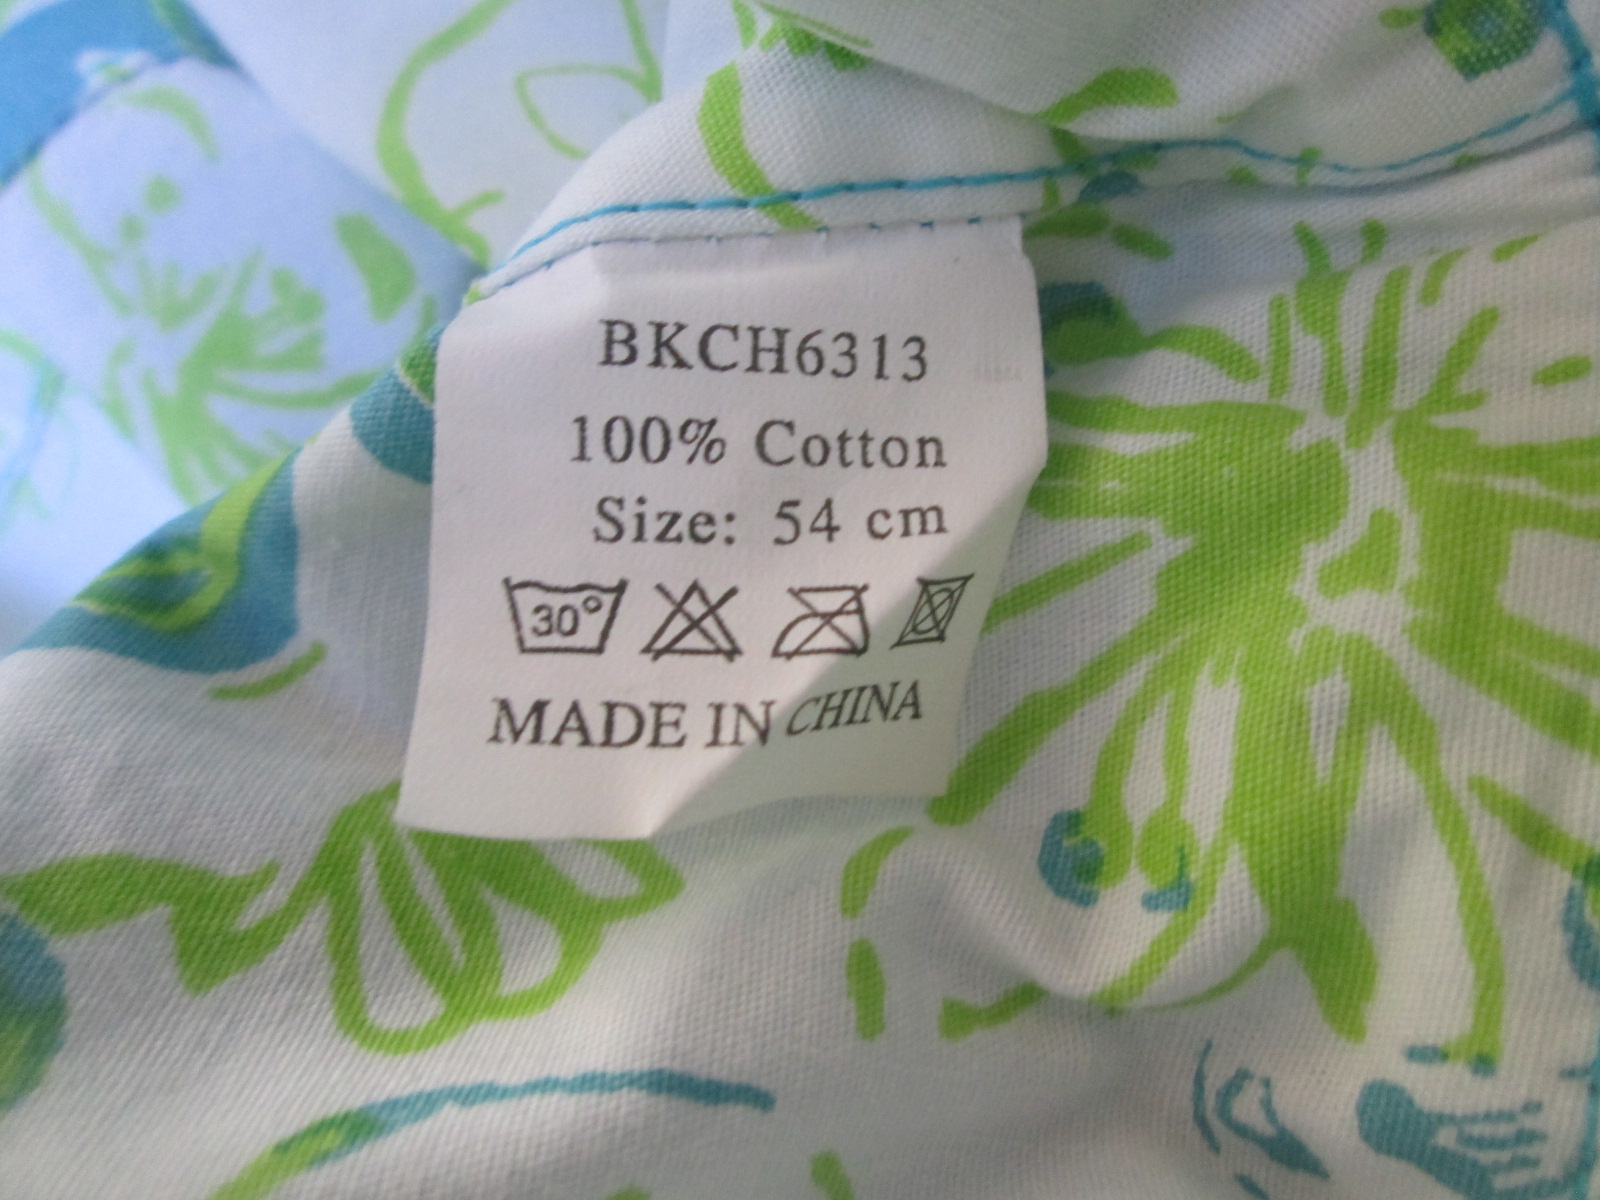 BKCH6313
100% Cotton
Size: 54 cm
30°
MADE IN CHINA